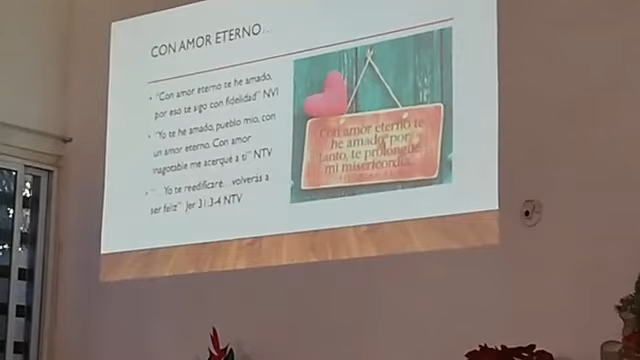 CON AMOR ETERNO...
"Con amor eterno te he amado,
por eso te sigo con fidelidad" NVI
"Yo te he amado, pueblo mío, con
un amor eterno. Con amor
inagotable me acerqué a ti" NTV
" Yo te reedificaré... volverás a
ser feliz" Jer 31:3-4 NTV
Con amor eterno te
he amado por
tanto, te prolongué
mi misericordia.